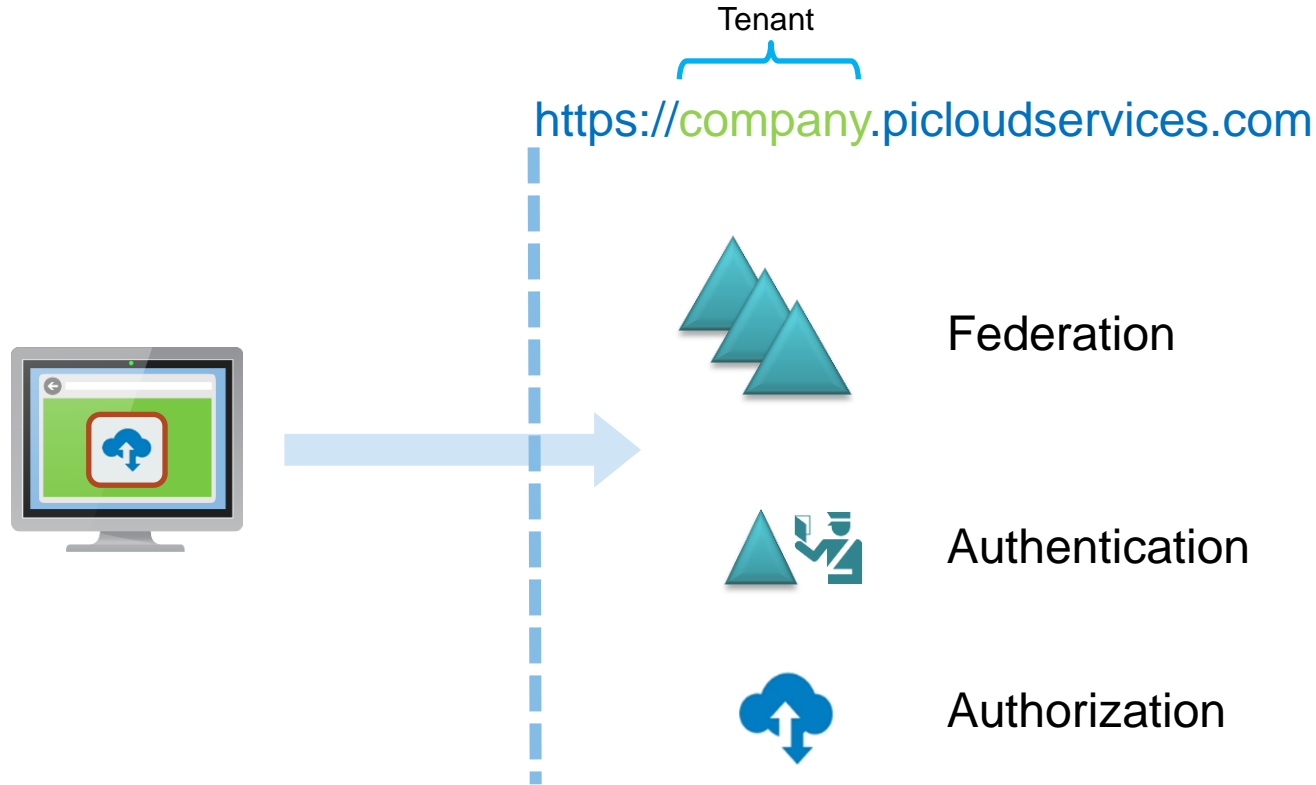 Tenant
https://company.picloudservices.com
Federation
Authentication
Authorization